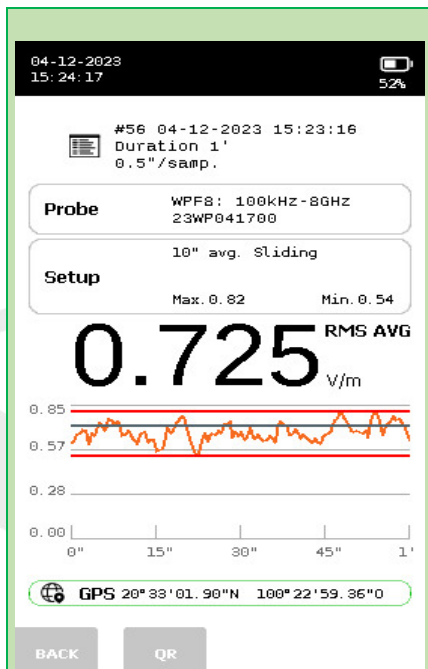 04-12-2023
15:24:17
52%
#56 04-12-2023 15:23:16
Duration 1'
0.5"/samp.
Probe
WPF8: 100kHz-8GHz
23WP041700
Setup
10" avg. Sliding
Max.0.82 Min.0.54
0.725 RMS AVG
V/m
0.85
0.57
0.28
0.00
0" 15" 30" 45" 1'
GPS 20°33'01.90"N 100°22'59.36"O
BACK QR